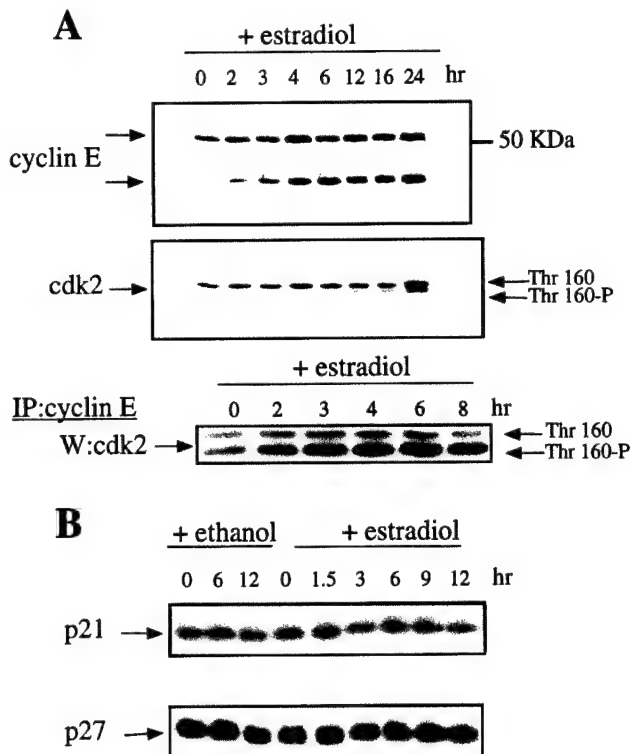 A
+ estradiol
0 2 3 4 6 12 16 24 hr
cyclin E
50 KDa
cdk2
Thr 160
Thr 160-P
+ estradiol
IP:cyclin E
0 2 3 4 6 8 hr
W:cdk2
Thr 160
Thr 160-P
B
+ ethanol + estradiol
0 6 12 0 1.5 3 6 9 12 hr
p21
p27